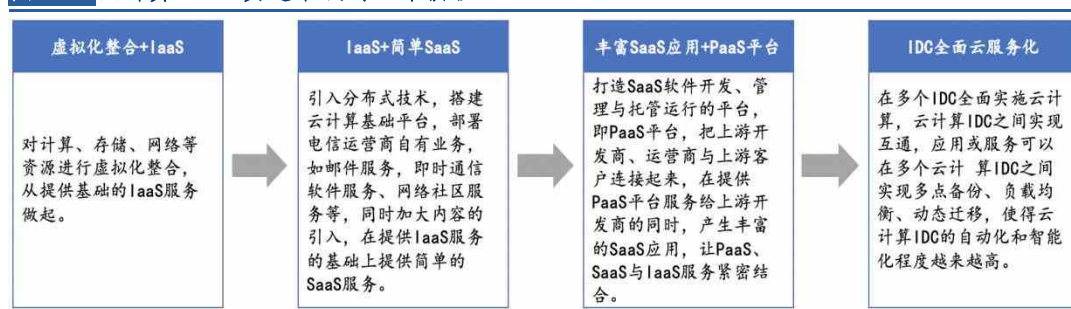 虚拟化整合+IaaS
对计算、存储、网络等
资源进行虚拟化整合,
从提供基础的IaaS服务
做起。
IaaS+简单SaaS
引入分布式技术，搭建
云计算基础平台，部署
电信运营商自有业务，
如邮件服务，即时通信
软件服务、网络社区服
务等，同时加大内容的
引入，在提供IaaS服务
的基础上提供简单的
SaaS服务。
丰富SaaS应用+PaaS平台
打造SaaS软件开发、管
理与托管运行的平台，
即PaaS平台，把上游开
发商、运营商与上游客
户连接起来，在提供
PaaS平台服务给上游开
发商的同时，产生丰富
的SaaS应用，让PaaS、
SaaS与IaaS服务紧密结
合。
IDC全面云服务化
在多个IDC全面实施云计
算，云计算IDC之间实现
互通，应用或服务可以
在多个云计 算IDC之间
实现多点备份、负载均
衡、动态迁移，使得云
计算IDC的自动化和智能
化程度越来越高。